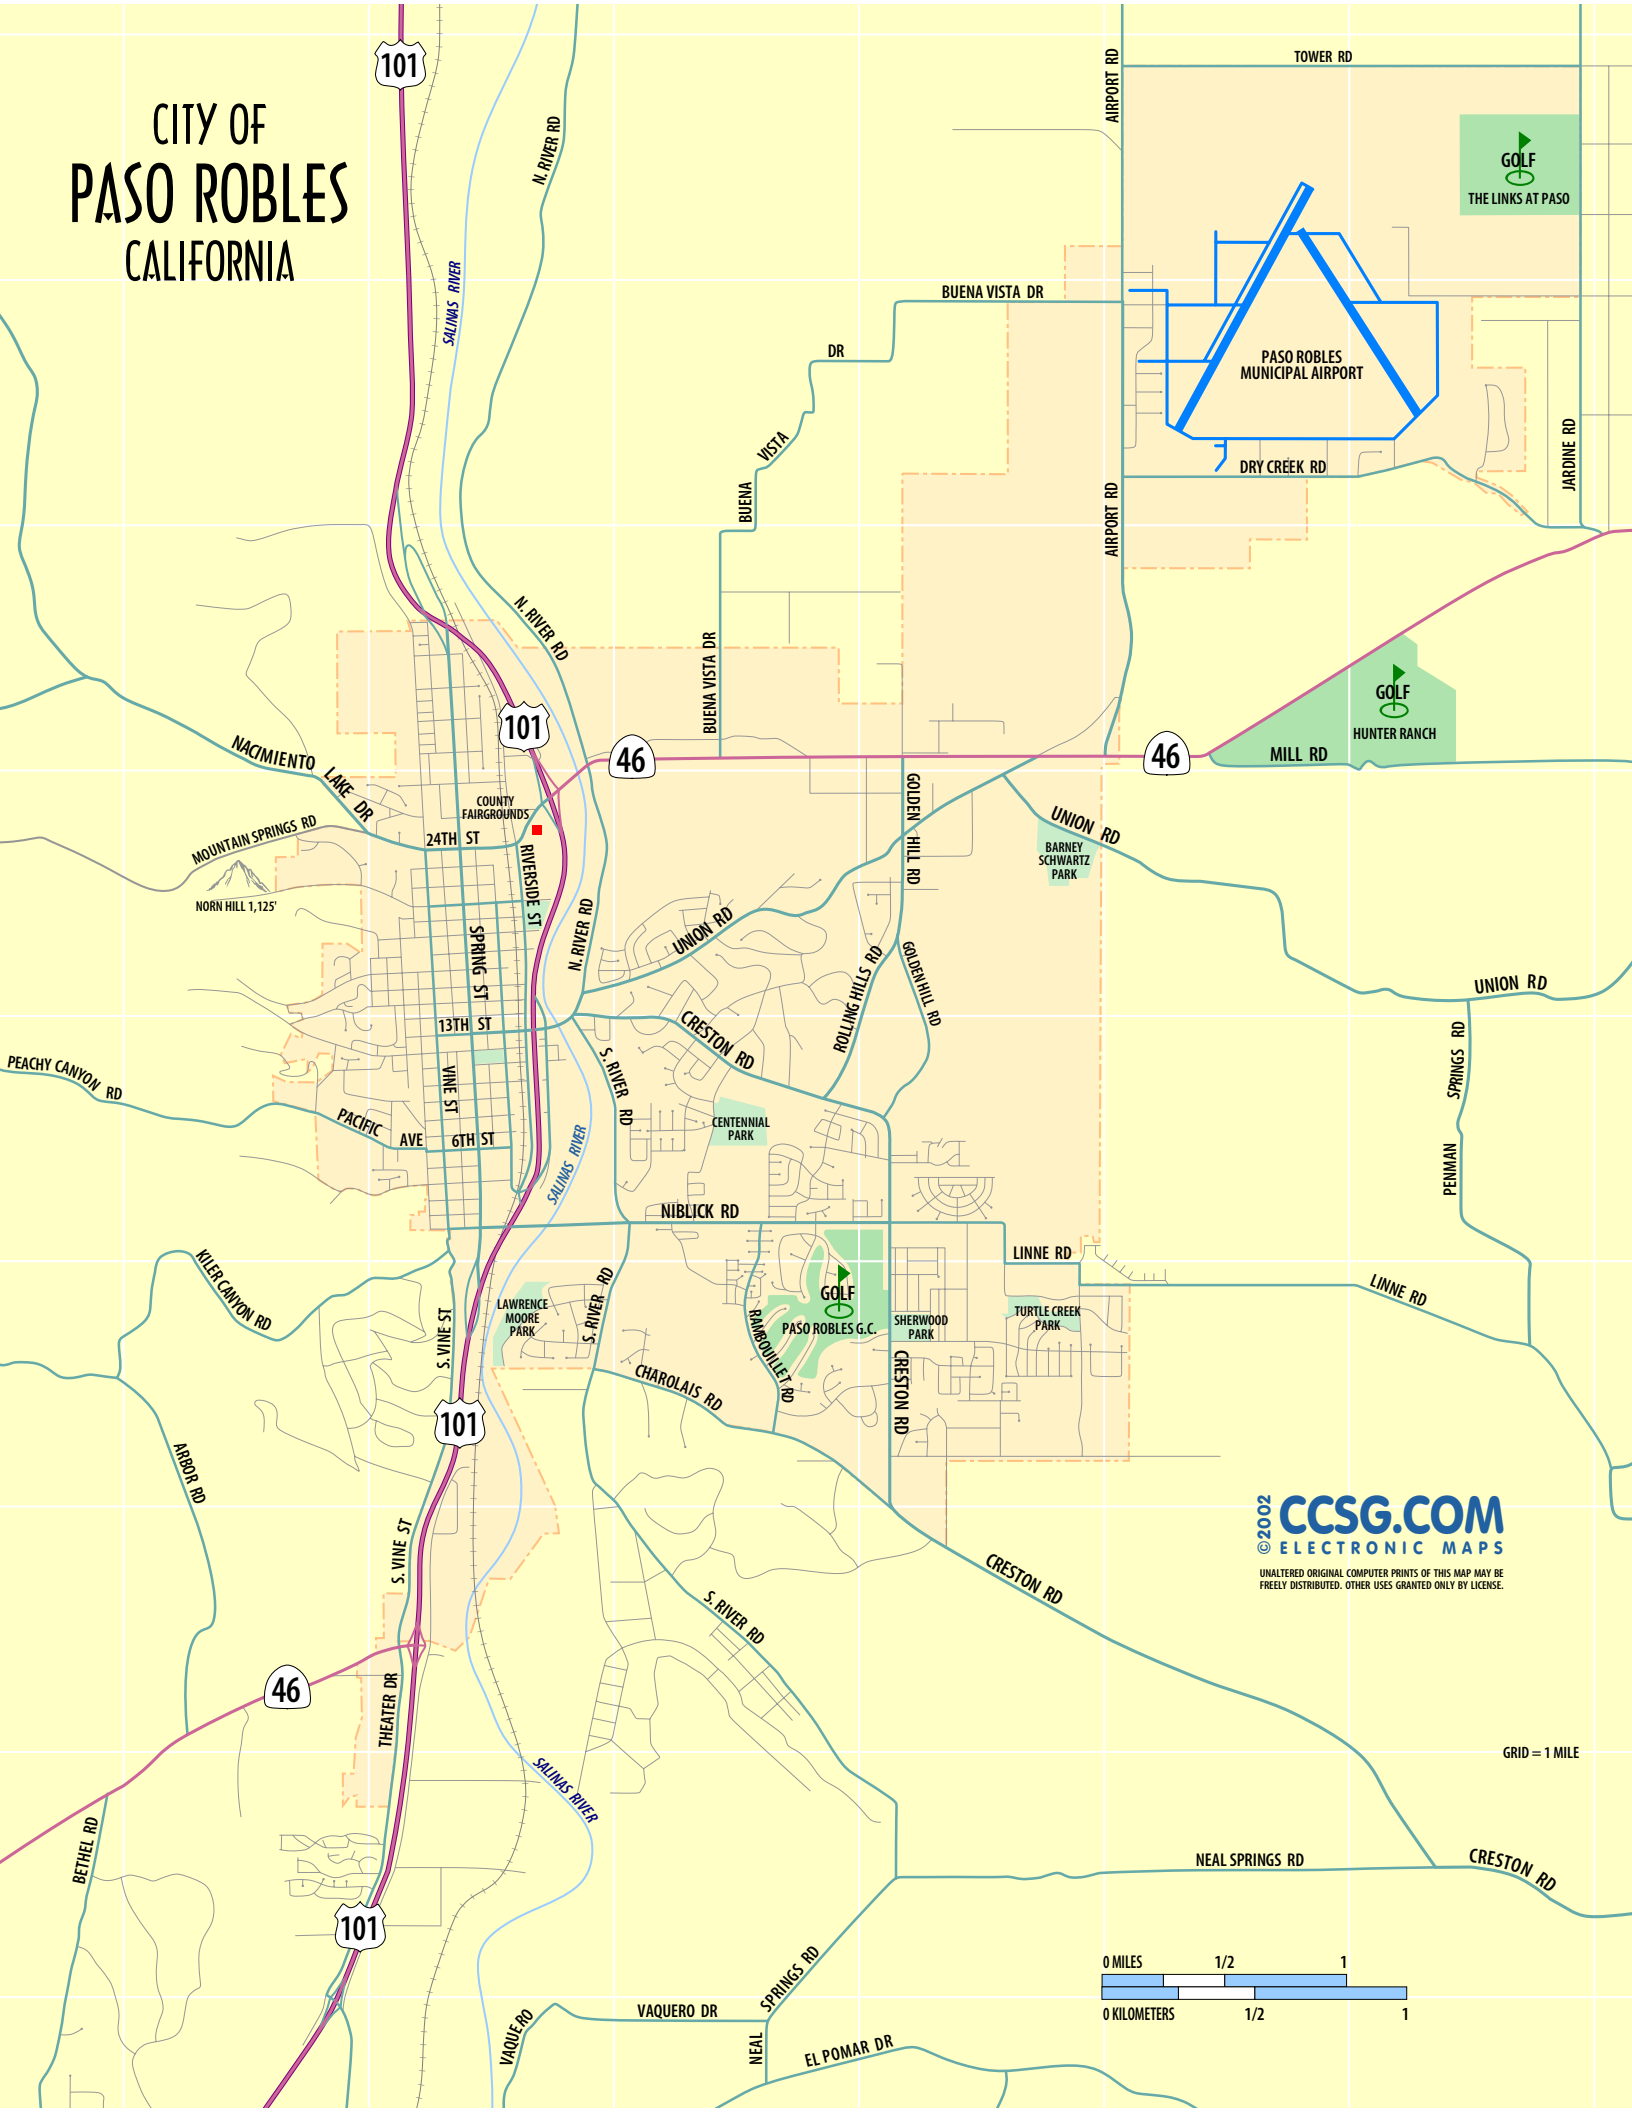 CITY OF
PASO ROBLES
CALIFORNIA
101
N. RIVER RD
SALINAS RIVER
AIRPORT RD
TOWER RD
GOLF
THE LINKS AT PASO
BUENA VISTA DR
DR
VISTA
BUENA
PASO ROBLES
MUNICIPAL AIRPORT
DRY CREEK RD
JARDINE RD
AIRPORT RD
N. RIVER RD
BUENA VISTA DR
GOLF
HUNTER RANCH
MILL RD
101
46
46
NACIMIENTO
LAKE DR
COUNTY
FAIRGROUNDS
MOUNTAIN SPRINGS RD
24TH ST
NORN HILL 1,125'
RIVERSIDE ST
GOLDEN HILL RD
UNION RD
BARNEY
SCHWARTZ
PARK
SPRING ST
N. RIVER RD
UNION RD
ROLLING HILLS RD
GOLDENHILL RD
UNION RD
13TH ST
CRESTON RD
S. RIVER RD
PEACHY CANYON RD
VINE ST
PACIFIC
AVE
6TH ST
CENTENNIAL
PARK
SALINAS RIVER
SPRINGS RD
PENMAN
NIBLICK RD
LINNE RD
LINNE RD
KILER CANYON RD
S. VINE ST
LAWRENCE
MOORE
PARK
S. RIVER RD
RAMBOUILLET RD
GOLF
PASO ROBLES G.C.
SHERWOOD
PARK
TURTLE CREEK
PARK
CHAROLAIS RD
CRESTON RD
101
ARBOR RD
S. VINE ST
©2002
CCSG.COM
ELECTRONIC MAPS
UNALTERED ORIGINAL COMPUTER PRINTS OF THIS MAP MAY BE
FREELY DISTRIBUTED. OTHER USES GRANTED ONLY BY LICENSE.
CRESTON RD
S. RIVER RD
46
THEATER DR
SALINAS RIVER
GRID = 1 MILE
BETHEL RD
NEAL SPRINGS RD
CRESTON RD
101
SPRINGS RD
NEAL
VAQUERO
VAQUERO DR
EL POMAR DR
0 MILES 1/2 1
0 KILOMETERS 1/2 1